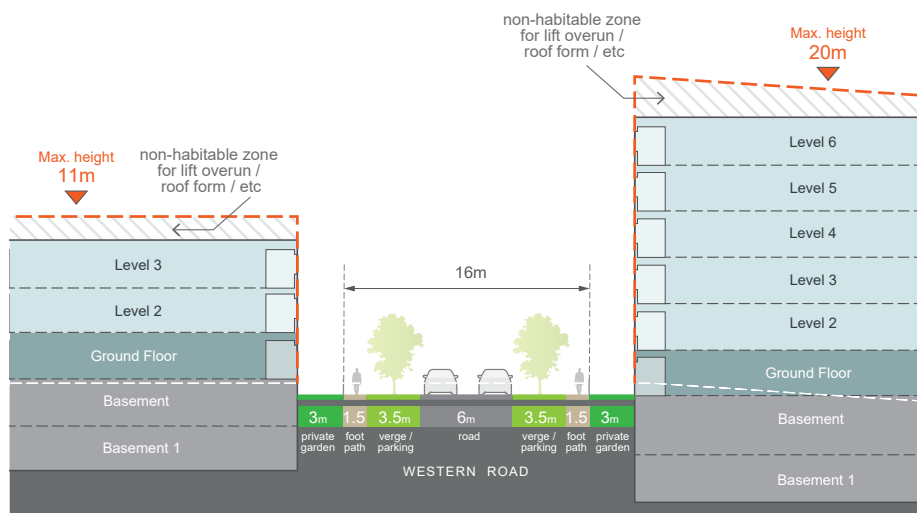 non-habitable zone
for lift overun /
roof form / etc
Max. height
20m
Max. height
11m
non-habitable zone
for lift overun /
roof form / etc
Level 3
Level 2
Ground Floor
Basement
Basement 1
16m
Level 6
Level 5
Level 4
Level 3
Level 2
Ground Floor
Basement
Basement 1
3m
1.5
3.5m
6m
3.5m
1.5
3m
private
garden
foot
path
verge /
parking
road
verge /
parking
foot
path
private
garden
WESTERN ROAD